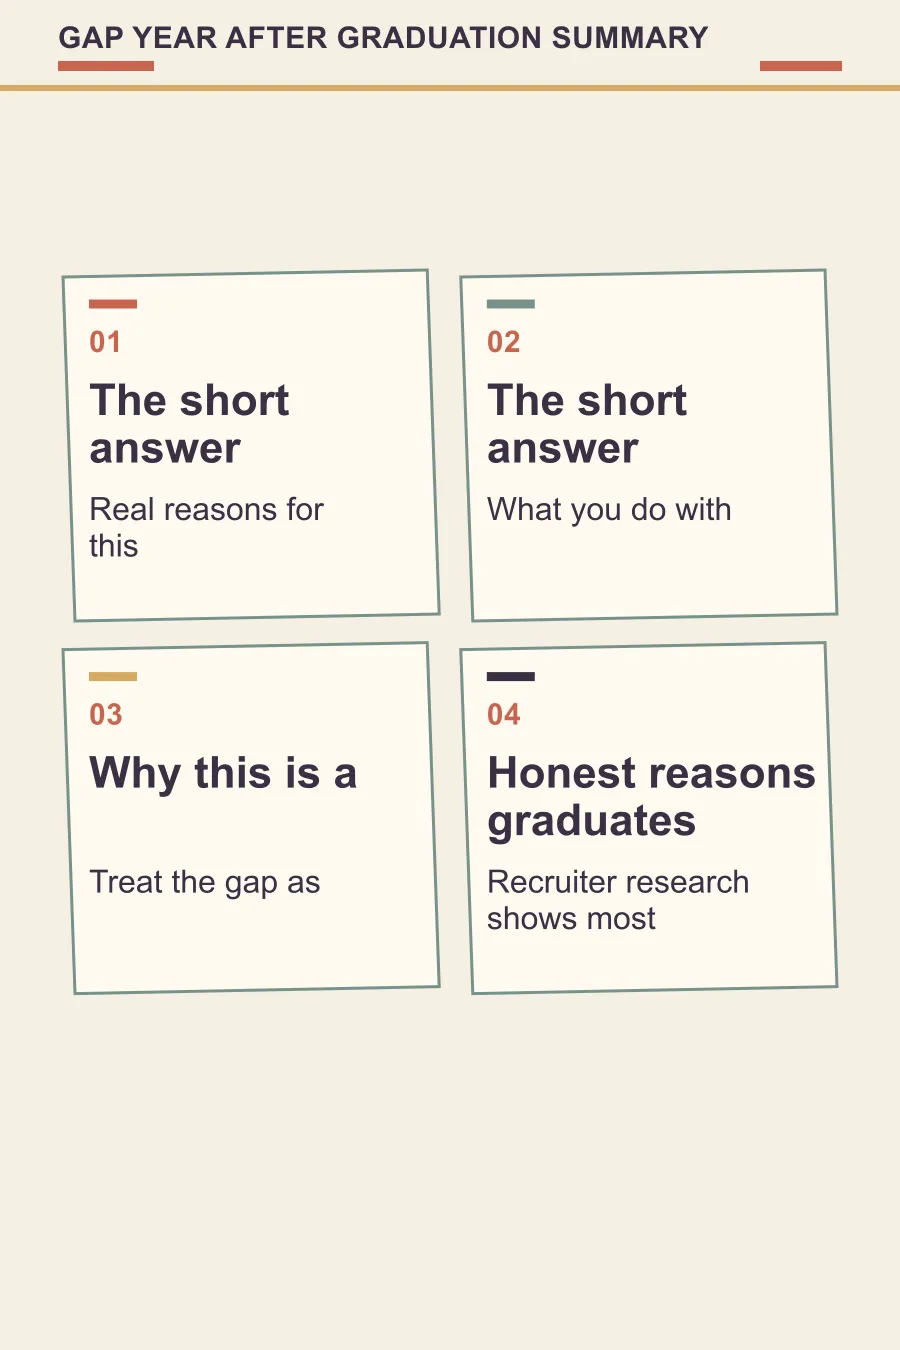 GAP YEAR AFTER GRADUATION SUMMARY
01
The short
answer
Real reasons for
this
02
The short
answer
What you do with
03
Why this is a
Treat the gap as
04
Honest reasons
graduates
Recruiter research
shows most